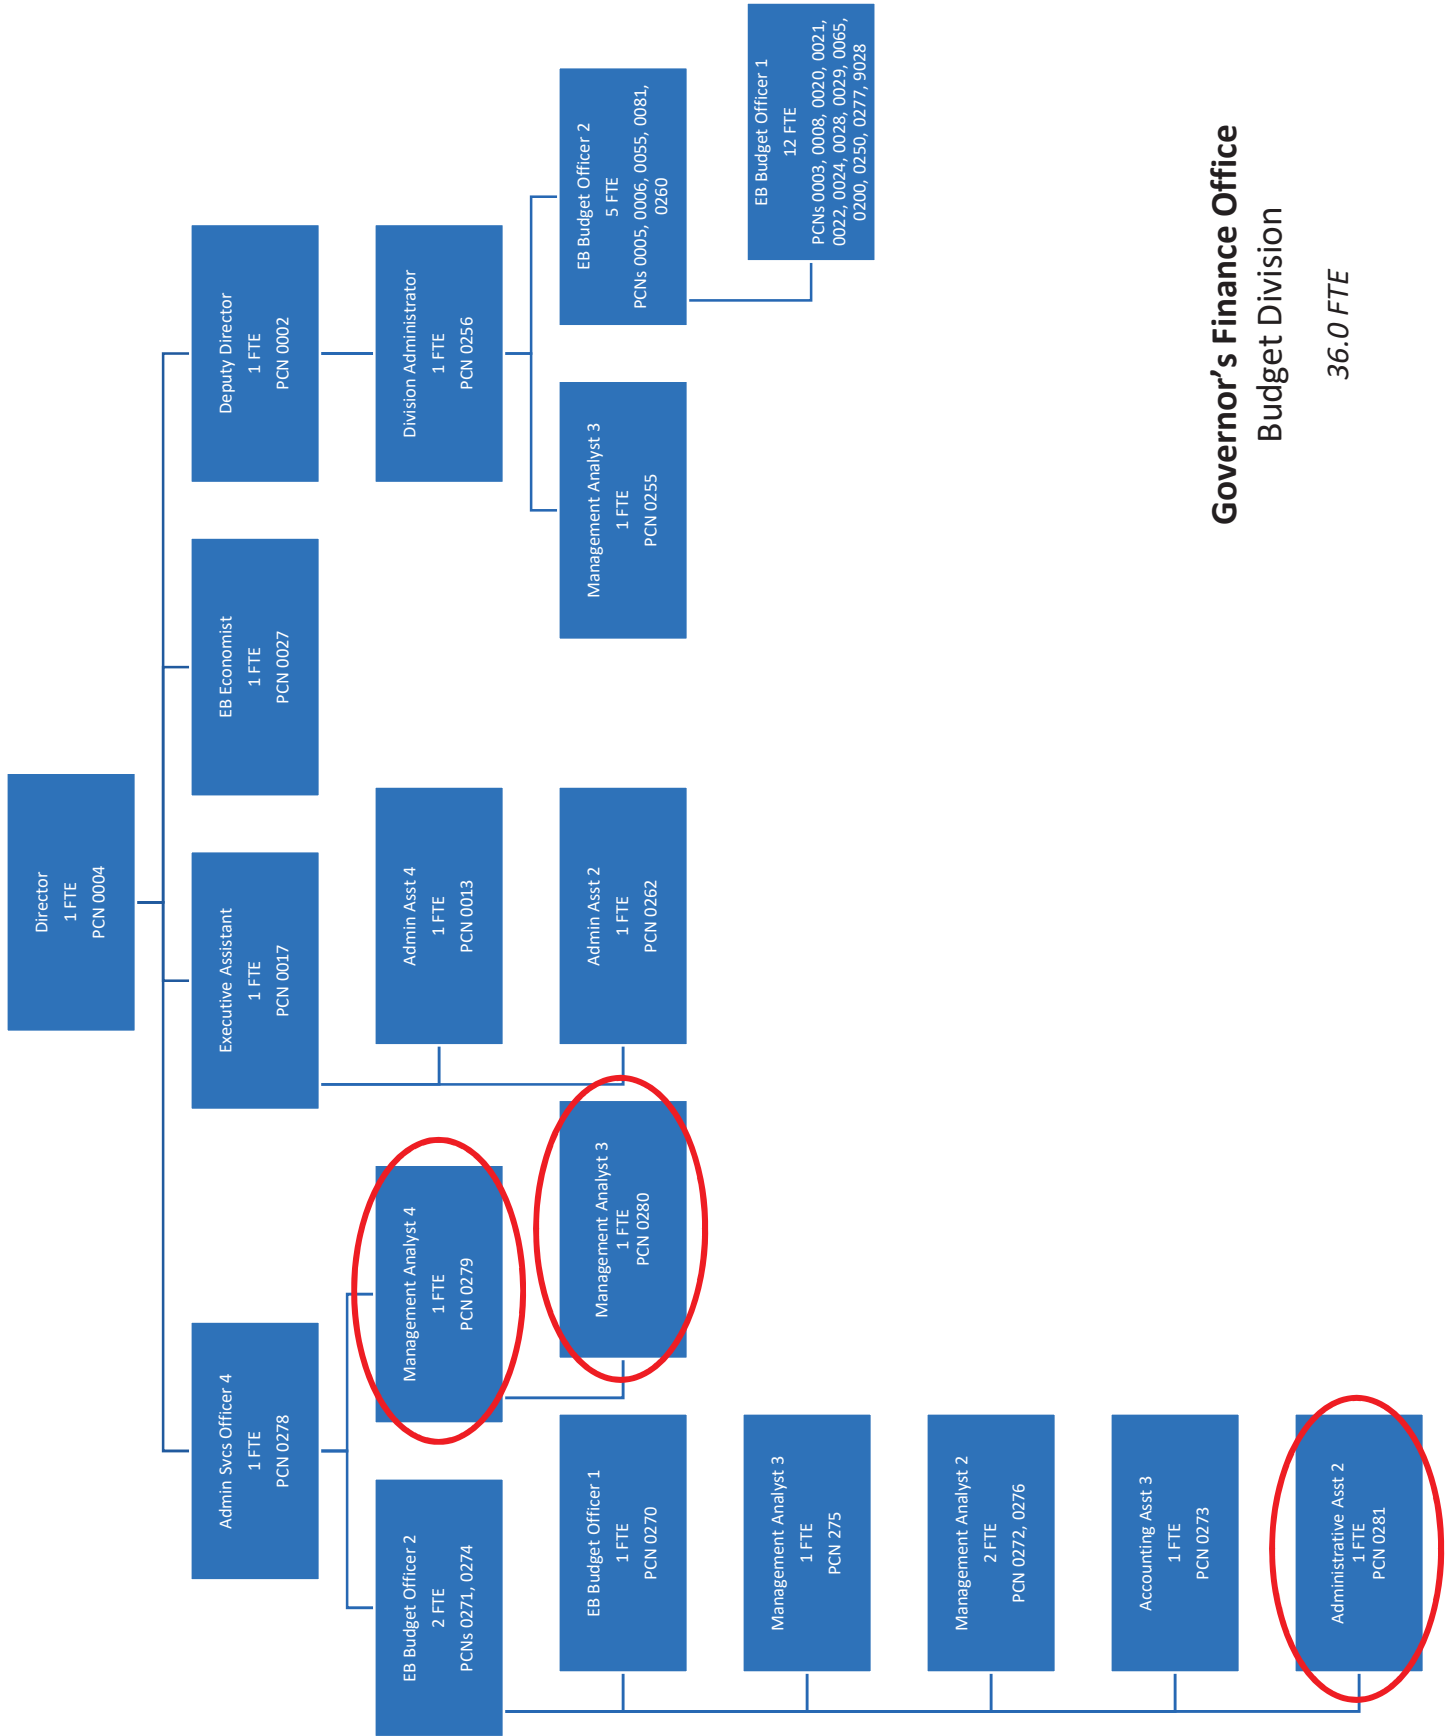 Director
1 FTE
PCN 0004
Admin Svcs Officer 4
1 FTE
PCN 0278
Executive Assistant
1 FTE
PCN 0017
EB Economist
1 FTE
PCN 0027
Deputy Director
1 FTE
PCN 0002
EB Budget Officer 2
2 FTE
PCNs 0271, 0274
Management Analyst 4
1 FTE
PCN 0279
Admin Asst 4
1 FTE
PCN 0013
Division Administrator
1 FTE
PCN 0256
EB Budget Officer 1
1 FTE
PCN 0270
Management Analyst 3
1 FTE
PCN 0280
Admin Asst 2
1 FTE
PCN 0262
Management Analyst 3
1 FTE
PCN 0255
EB Budget Officer 2
5 FTE
PCNs 0005, 0006, 0055, 0081,
0260
Management Analyst 3
1 FTE
PCN 275
EB Budget Officer 1
12 FTE
PCNs 0003, 0008, 0020, 0021,
0022, 0024, 0028, 0029, 0065,
0200, 0250, 0277, 9028
Management Analyst 2
2 FTE
PCN 0272, 0276
Accounting Asst 3
1 FTE
PCN 0273
Administrative Asst 2
1 FTE
PCN 0281
Governor's Finance Office
Budget Division
36.0 FTE